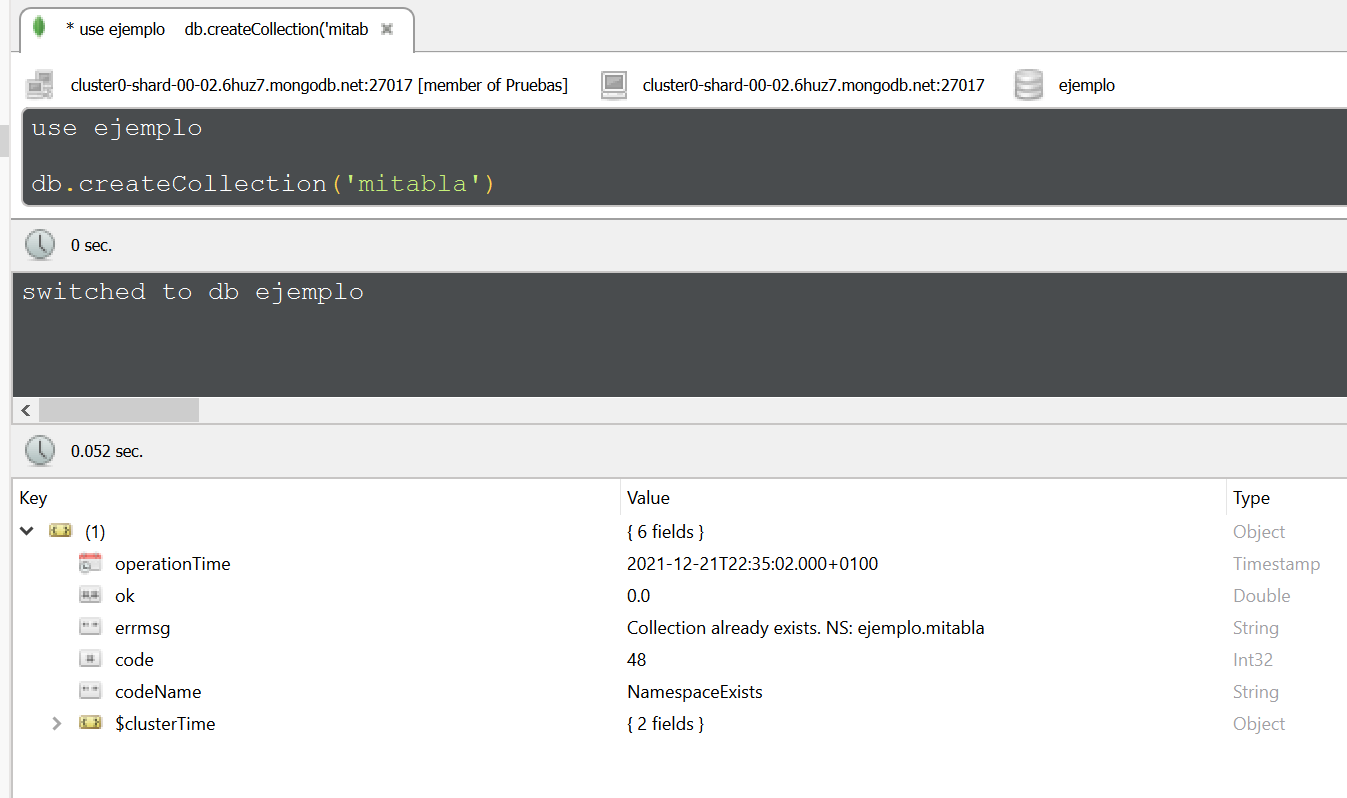 * use ejemplo    db.createCollection('mitab
cluster0-shard-00-02.6huz7.mongodb.net:27017 [member of Pruebas] cluster0-shard-00-02.6huz7.mongodb.net:27017 ejemplo
use ejemplo
db.createCollection('mitabla')
0 sec.
switched to db ejemplo
0.052 sec.
Key Value Type
(1) { 6 fields } Object
operationTime 2021-12-21T22:35:02.000+0100 Timestamp
ok 0.0 Double
errmsg Collection already exists. NS: ejemplo.mitabla String
code 48 Int32
codeName NamespaceExists String
$clusterTime { 2 fields } Object